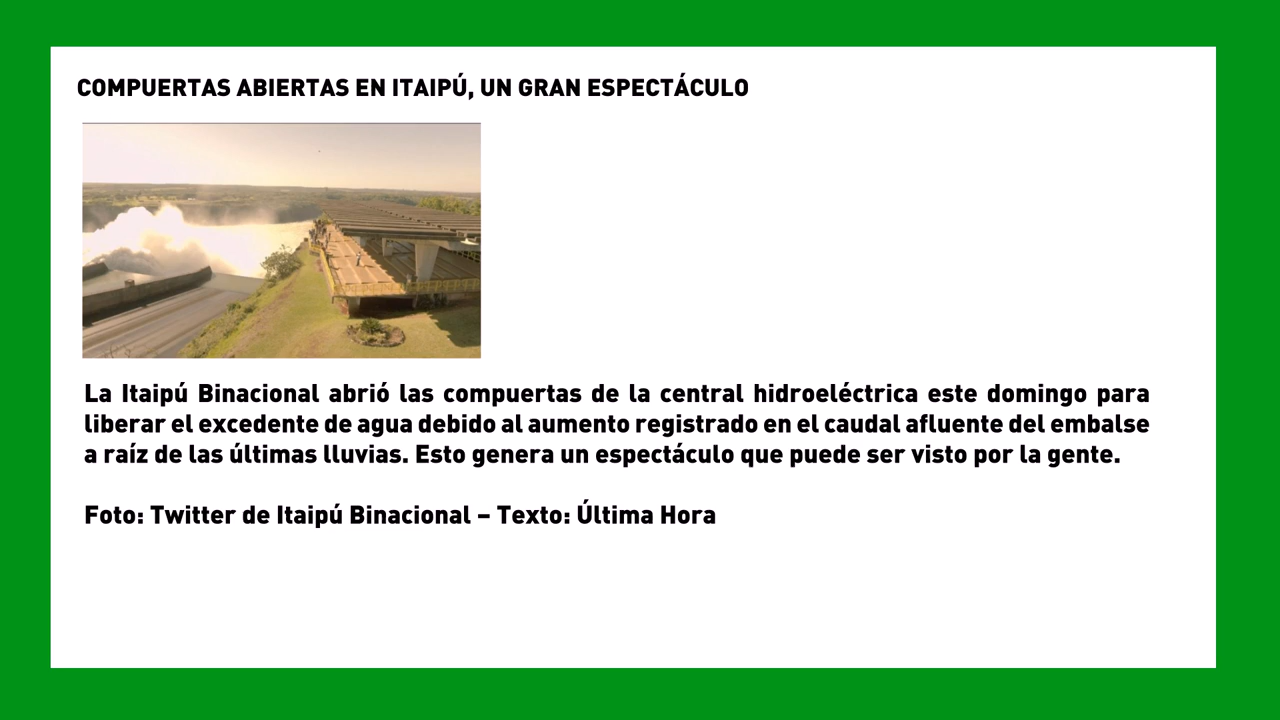 COMPUERTAS ABIERTAS EN ITAIPÚ, UN GRAN ESPECTÁCULO
La Itaipú Binacional abrió las compuertas de la central hidroeléctrica este domingo para
liberar el excedente de agua debido al aumento registrado en el caudal afluente del embalse
a raíz de las últimas lluvias. Esto genera un espectáculo que puede ser visto por la gente.
Foto: Twitter de Itaipú Binacional – Texto: Última Hora